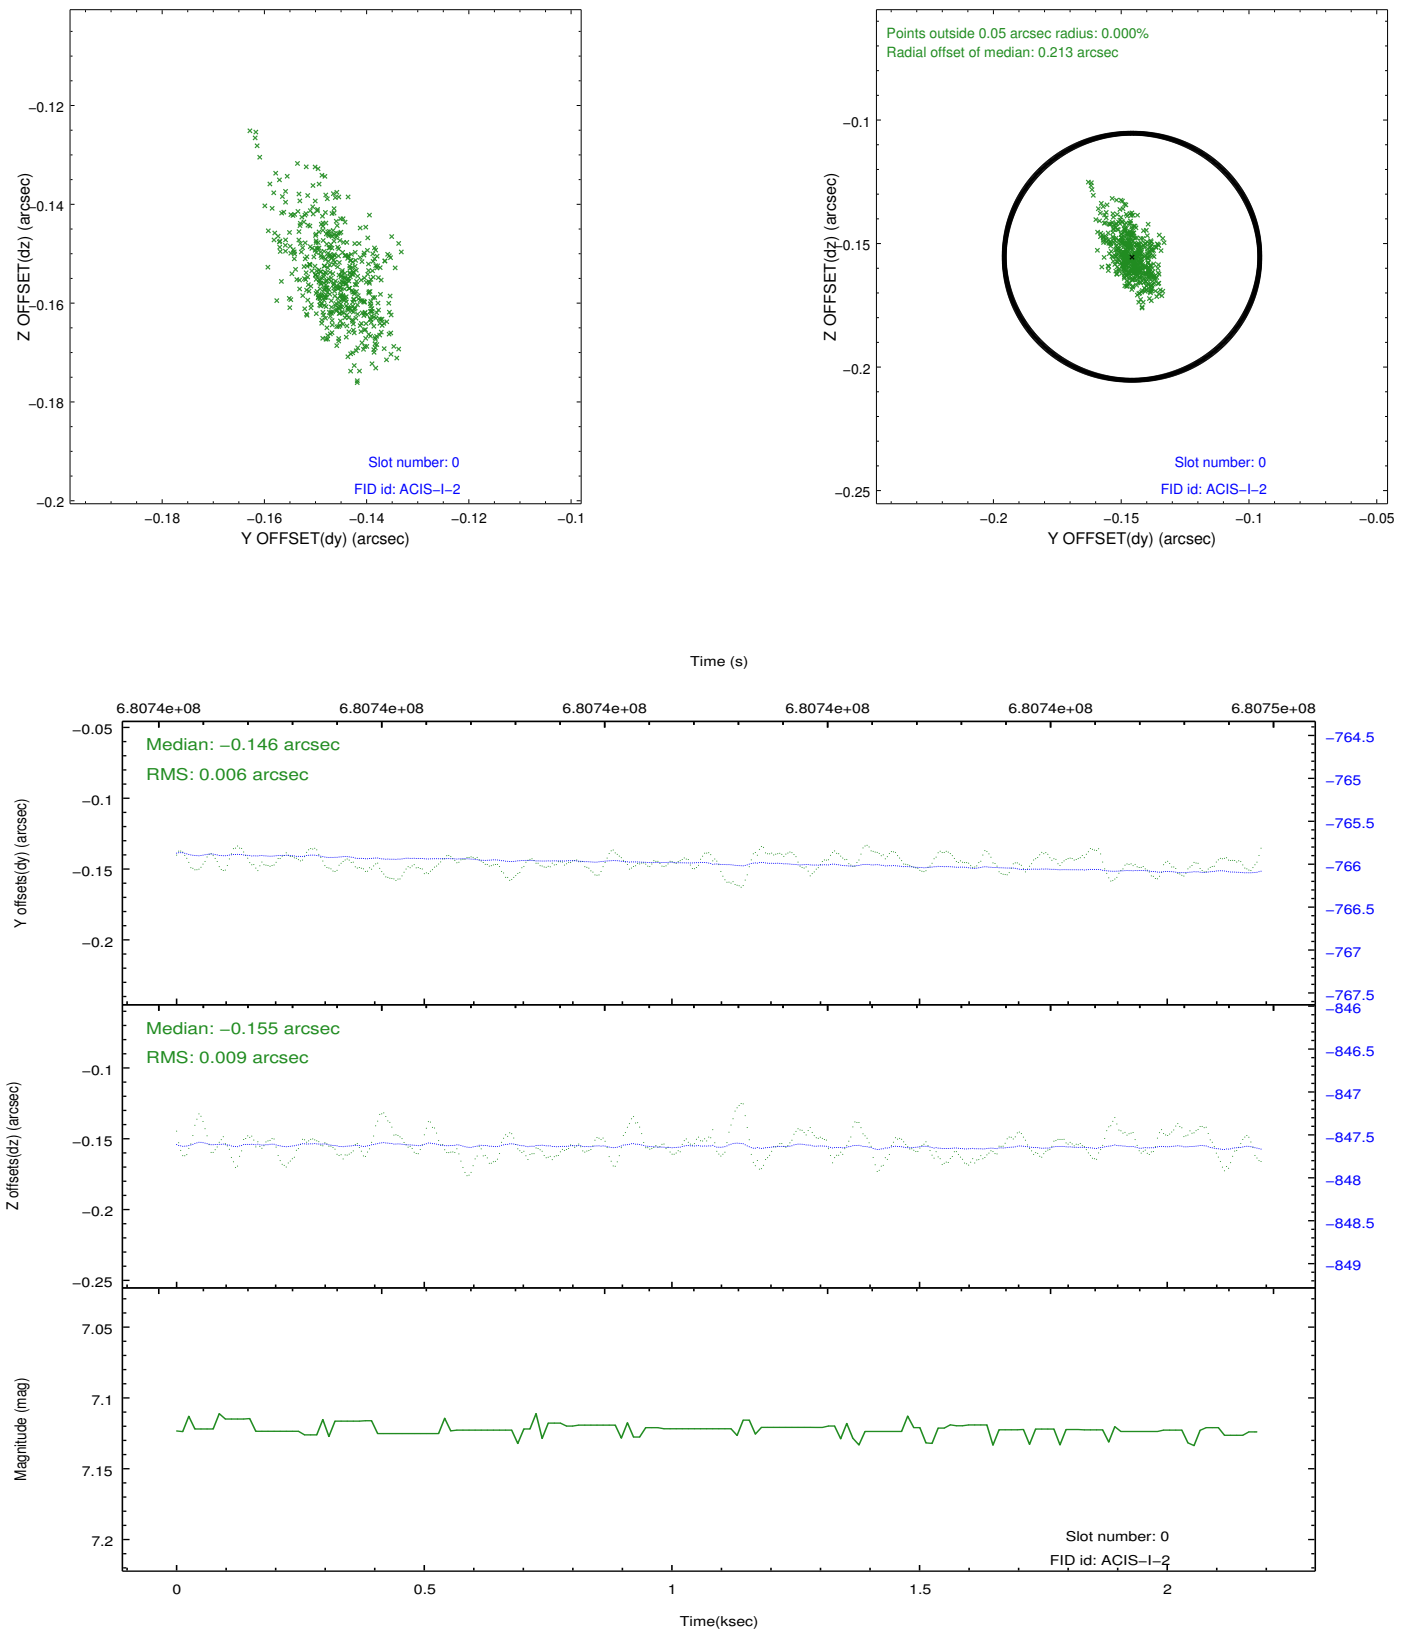 −0.12
−0.14
−0.16
−0.18
−0.2
Z OFFSET(dz) (arcsec)
Slot number: 0
FID id: ACIS−I−2
−0.18
−0.16
−0.14
−0.12
−0.1
Y OFFSET(dy) (arcsec)
Points outside 0.05 arcsec radius: 0.000%
Radial offset of median: 0.213 arcsec
−0.1
−0.15
−0.2
−0.25
Z OFFSET(dz) (arcsec)
Slot number: 0
FID id: ACIS−I−2
−0.2
−0.15
−0.1
−0.05
Y OFFSET(dy) (arcsec)
Time (s)
6.8074e+08
6.8074e+08
6.8074e+08
6.8074e+08
6.8074e+08
6.8075e+08
Median: −0.146 arcsec
RMS: 0.006 arcsec
−0.05
−0.1
−0.15
−0.2
Y offsets(dy) (arcsec)
−764.5
−765
−765.5
−766
−766.5
−767
−767.5
Median: −0.155 arcsec
RMS: 0.009 arcsec
−0.1
−0.15
−0.2
−0.25
Z offsets(dz) (arcsec)
−846
−846.5
−847
−847.5
−848
−848.5
−849
7.05
7.1
7.15
7.2
Magnitude (mag)
Slot number: 0
FID id: ACIS−I−2
0
0.5
1
1.5
2
Time(ksec)